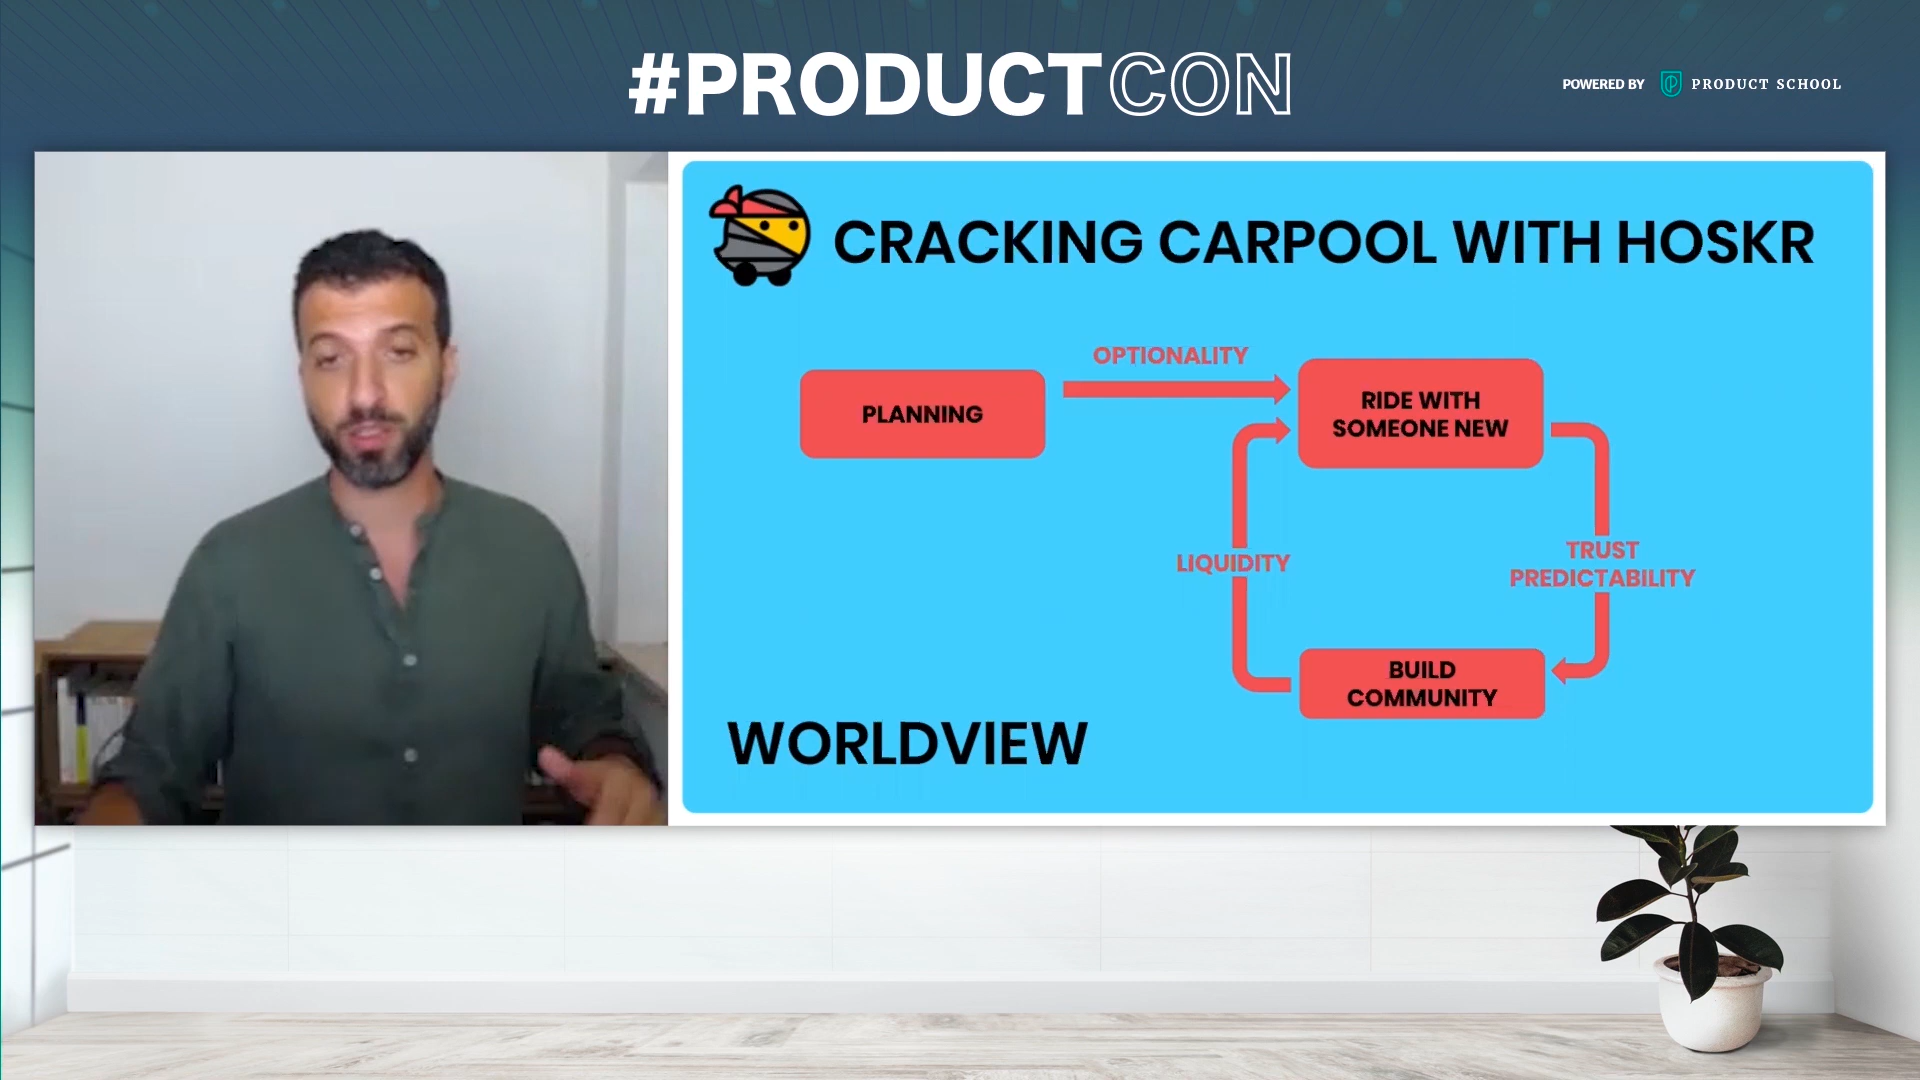 #PRODUCTCON
POWERED BY PRODUCT SCHOOL
CRACKING CARPOOL WITH HOSKR
OPTIONALITY
PLANNING
RIDE WITH
SOMEONE NEW
LIQUIDITY
TRUST
PREDICTABILITY
BUILD
COMMUNITY
WORLDVIEW